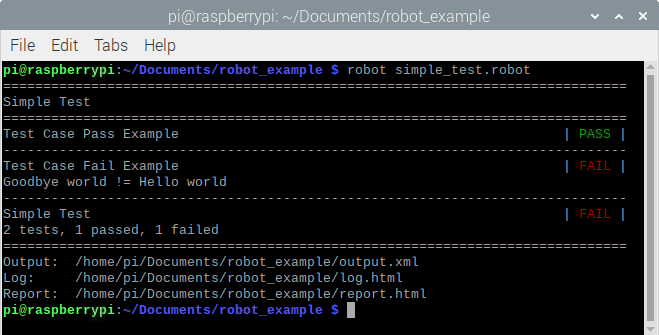 pi@raspberrypi: ~/Documents/robot_example
File Edit Tabs Help
pi@raspberrypi:~/Documents/robot_example $ robot simple_test.robot
==============================================================================
Simple Test
==============================================================================
Test Case Pass Example | PASS |
------------------------------------------------------------------------------
Test Case Fail Example | FAIL |
Goodbye world != Hello world
------------------------------------------------------------------------------
Simple Test | FAIL |
2 tests, 1 passed, 1 failed
==============================================================================
Output: /home/pi/Documents/robot_example/output.xml
Log: /home/pi/Documents/robot_example/log.html
Report: /home/pi/Documents/robot_example/report.html
pi@raspberrypi:~/Documents/robot_example $